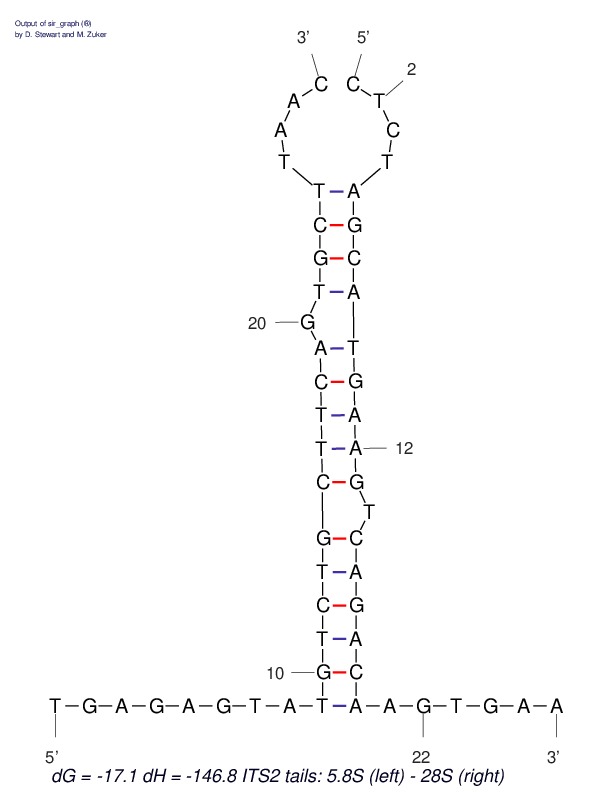 Output of sir_graph (®)
by D. Stewart and M. Zuker
3’ 5’
2
C C
A T
A C
T T
T A
C G
G C
T A
20 G
A T
C G
T A
T A 12
C G
T
G C
T A
C G
T A
10 G C
T G A G A G T A T A A G T G A A
5’ 22 3’
dG = -17.1 dH = -146.8 ITS2 tails: 5.8S (left) - 28S (right)